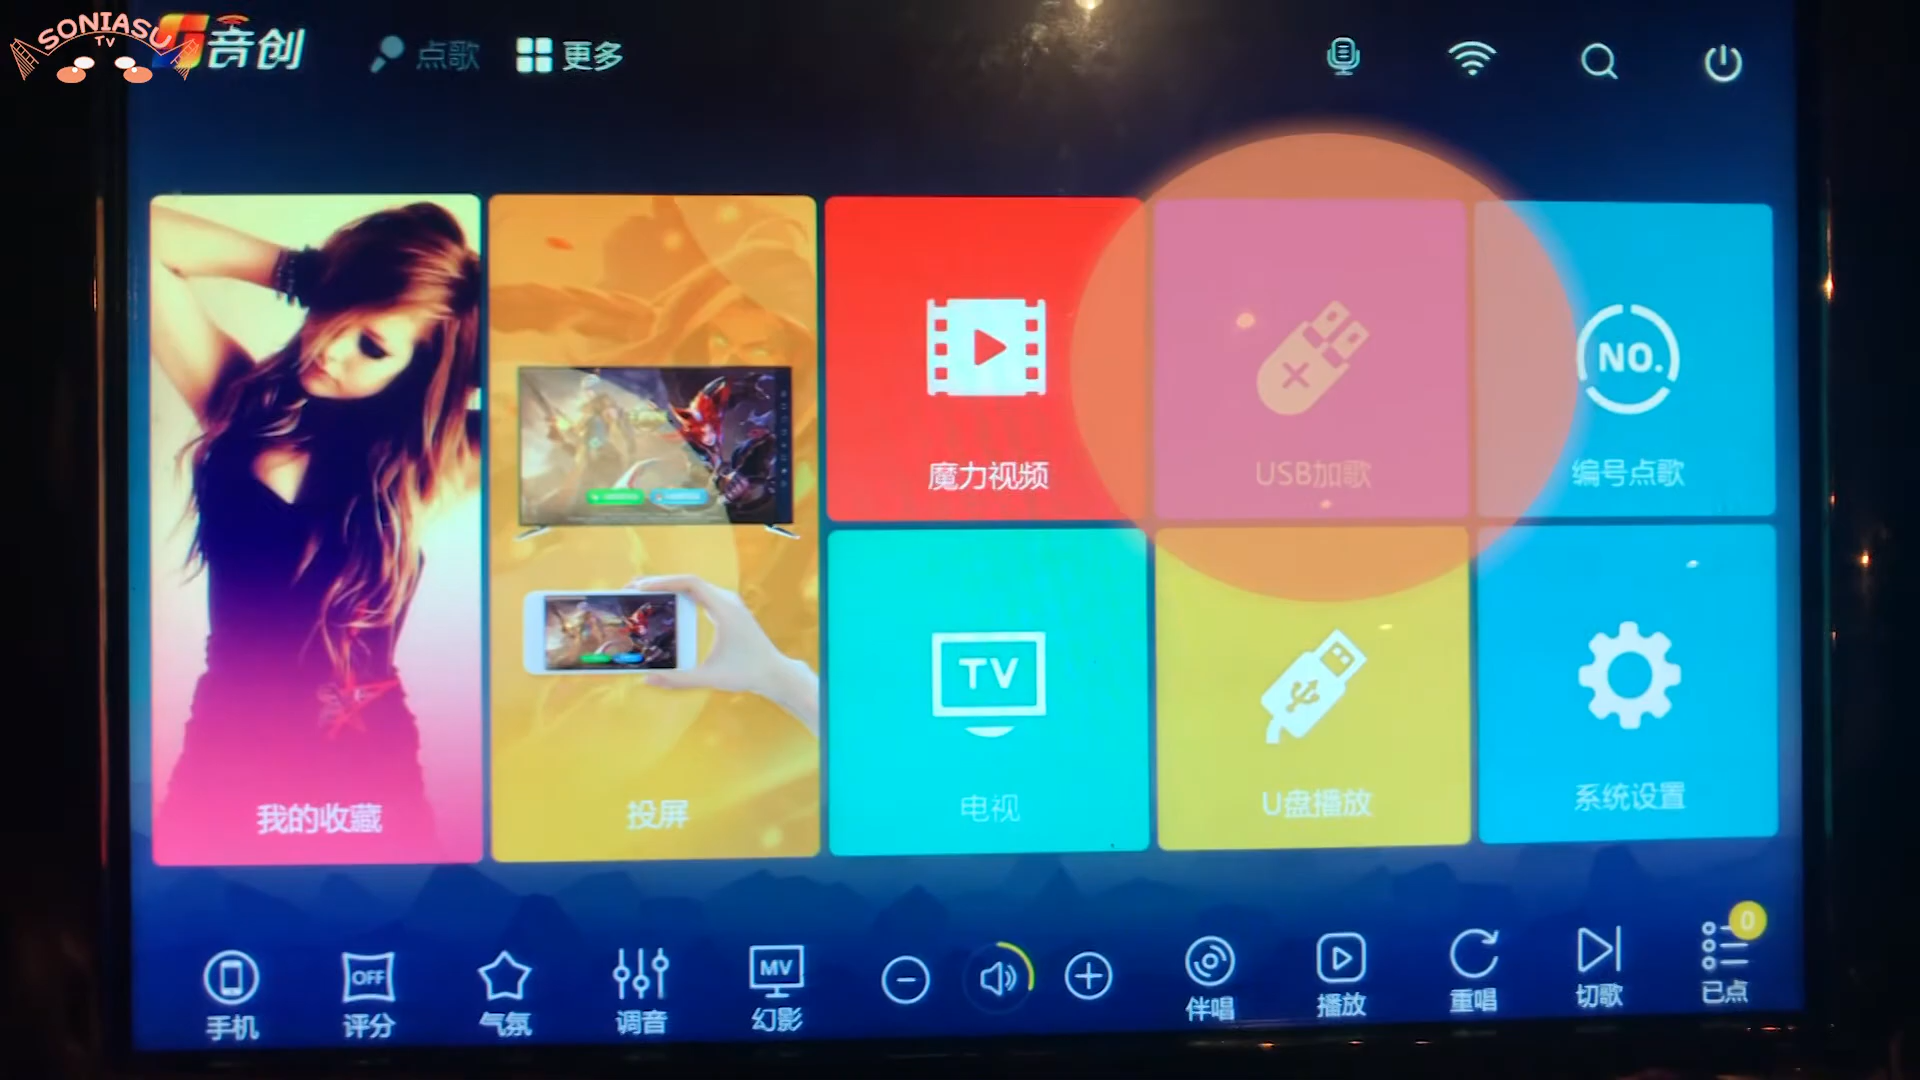 SONIASU
TV
音创
点歌
更多
魔力视频
USB加歌
NO.
编号点歌
我的收藏
投屏
TV
电视
U盘播放
系统设置
手机
OFF
评分
气氛
调音
MV
幻影
伴唱
播放
重唱
切歌
0
已点